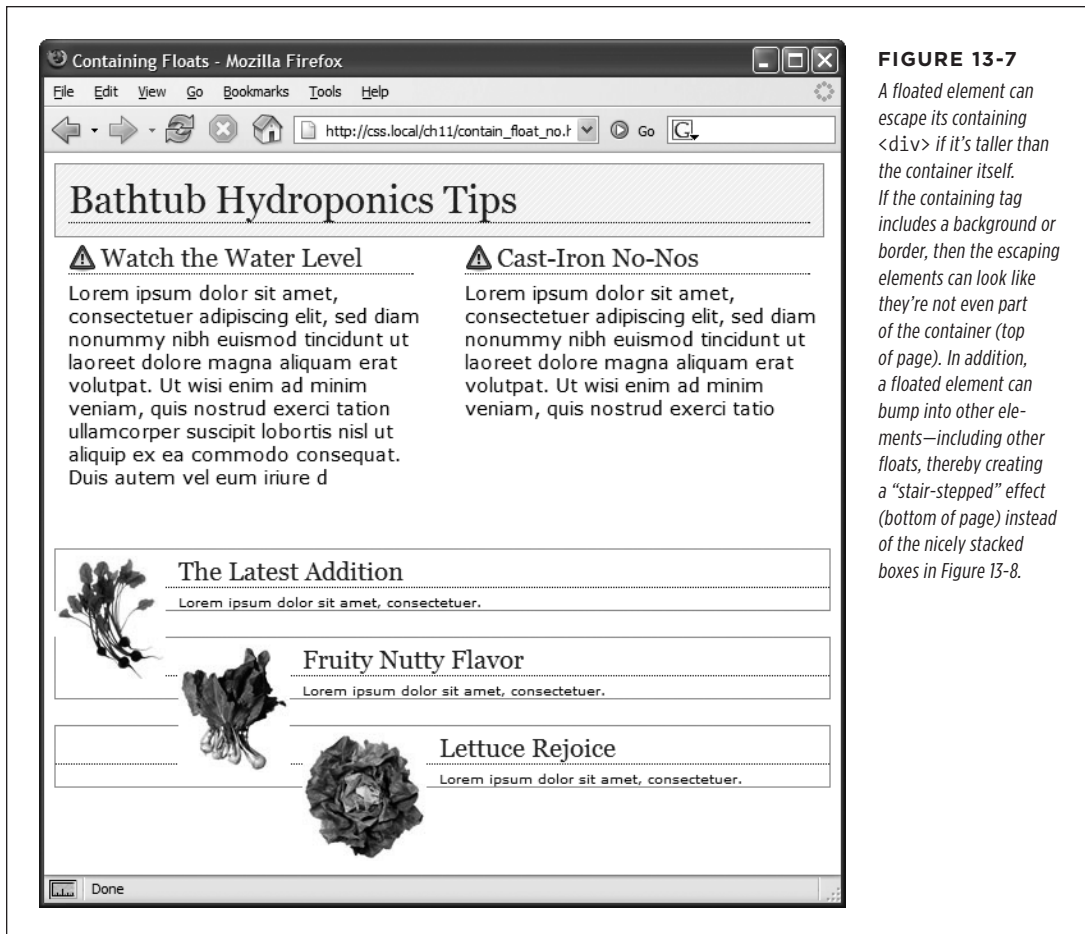 Containing Floats - Mozilla Firefox
File Edit View Go Bookmarks Tools Help
http://css.local/ch11/contain_float_no.h Go G
Bathtub Hydroponics Tips
Watch the Water Level
Lorem ipsum dolor sit amet,
consectetuer adipiscing elit, sed diam
nonummy nibh euismod tincidunt ut
laoreet dolore magna aliquam erat
volutpat. Ut wisi enim ad minim
veniam, quis nostrud exerci tation
ullamcorper suscipit lobortis nisl ut
aliquip ex ea commodo consequat.
Duis autem vel eum iriure d
Cast-Iron No-Nos
Lorem ipsum dolor sit amet,
consectetuer adipiscing elit, sed diam
nonummy nibh euismod tincidunt ut
laoreet dolore magna aliquam erat
volutpat. Ut wisi enim ad minim
veniam, quis nostrud exerci tatio
The Latest Addition
Lorem ipsum dolor sit amet, consectetuer.
Fruity Nutty Flavor
Lorem ipsum dolor sit amet, consectetuer.
Lettuce Rejoice
Lorem ipsum dolor sit amet, consectetuer.
Done
FIGURE 13-7
A floated element can
escape its containing
<div> if it's taller than
the container itself.
If the containing tag
includes a background or
border, then the escaping
elements can look like
they're not even part
of the container (top
of page). In addition,
a floated element can
bump into other ele-
ments—including other
floats, thereby creating
a “stair-stepped” effect
(bottom of page) instead
of the nicely stacked
boxes in Figure 13-8.